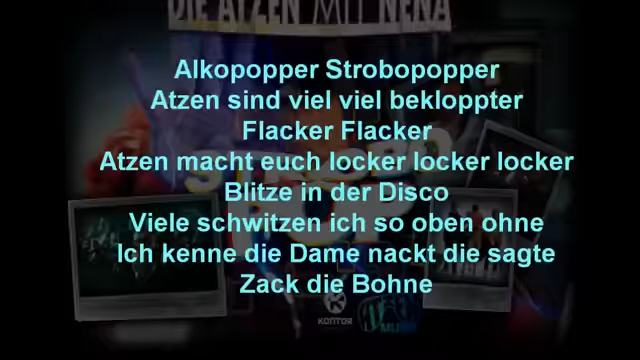 DIE ATZEN MIT NENA
Alkopopper Strobopopper
Atzen sind viel viel bekloppter
Flacker Flacker
Atzen macht euch locker locker locker
Blitze in der Disco
Viele schwitzen ich so oben ohne
Ich kenne die Dame nackt die sagte
Zack die Bohne
KONTOR